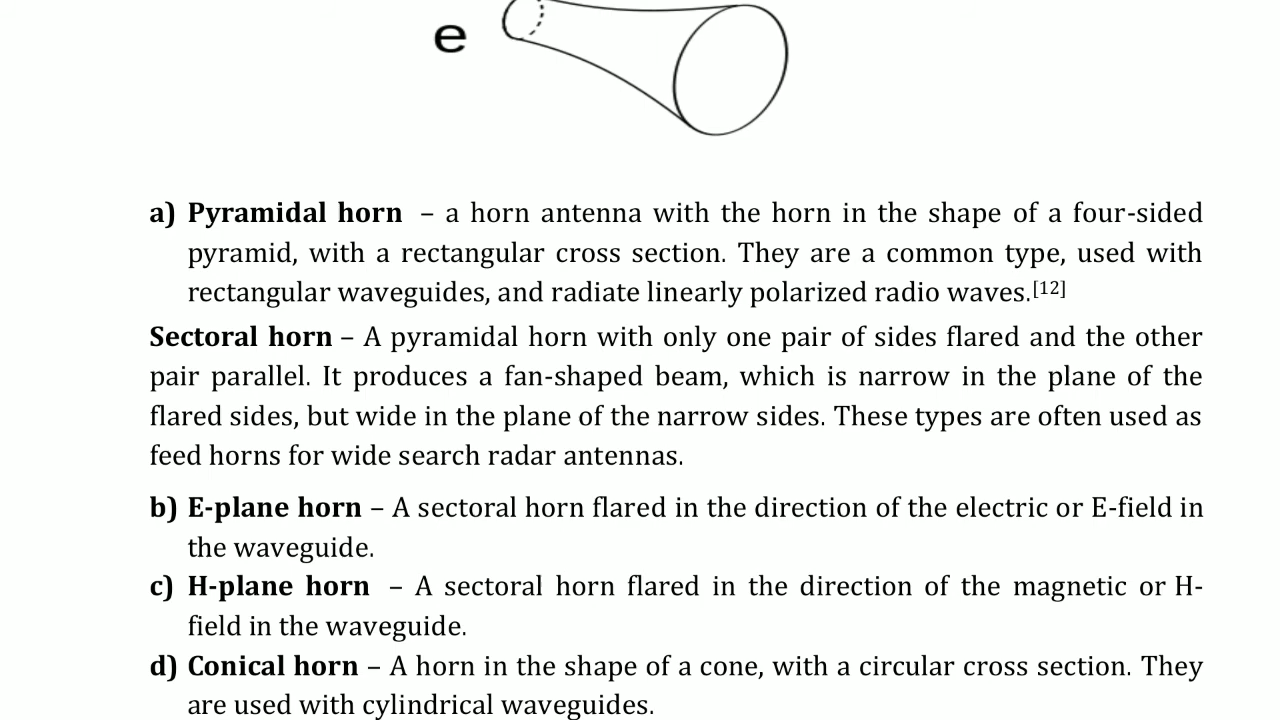 e
a) Pyramidal horn – a horn antenna with the horn in the shape of a four-sided
pyramid, with a rectangular cross section. They are a common type, used with
rectangular waveguides, and radiate linearly polarized radio waves.[12]
Sectoral horn – A pyramidal horn with only one pair of sides flared and the other
pair parallel. It produces a fan-shaped beam, which is narrow in the plane of the
flared sides, but wide in the plane of the narrow sides. These types are often used as
feed horns for wide search radar antennas.
b) E-plane horn – A sectoral horn flared in the direction of the electric or E-field in
the waveguide.
c) H-plane horn – A sectoral horn flared in the direction of the magnetic or H-
field in the waveguide.
d) Conical horn – A horn in the shape of a cone, with a circular cross section. They
are used with cylindrical waveguides.